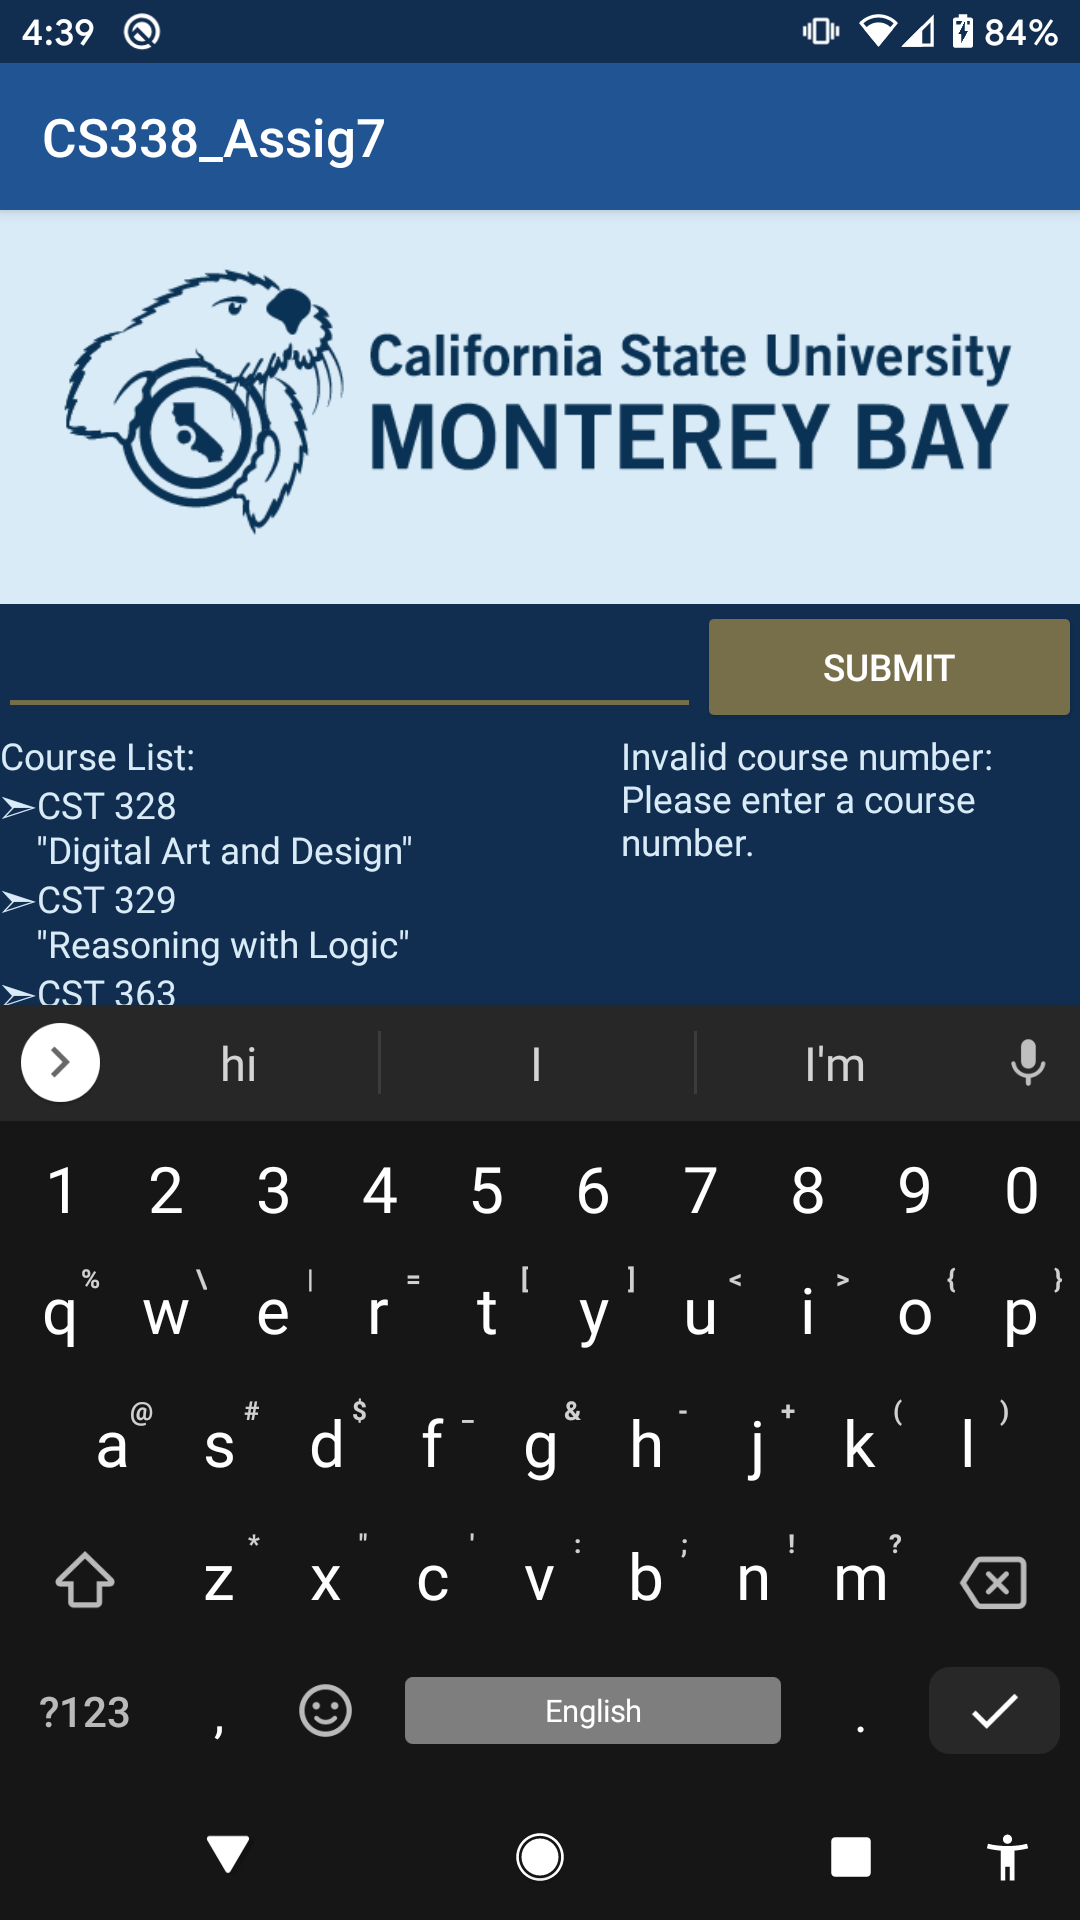 4:39 84%
CS338_Assig7
California State University
MONTEREY BAY
SUBMIT
Course List:
➣CST 328
"Digital Art and Design"
➣CST 329
"Reasoning with Logic"
➣CST 363
Invalid course number:
Please enter a course
number.
hi I I'm
1 2 3 4 5 6 7 8 9 0
% \ | = [ ] < > { }
q w e r t y u i o p
@ # $ _ & - + ( )
a s d f g h j k l
* " ' : ; ! ?
z x c v b n m
?123 , English .